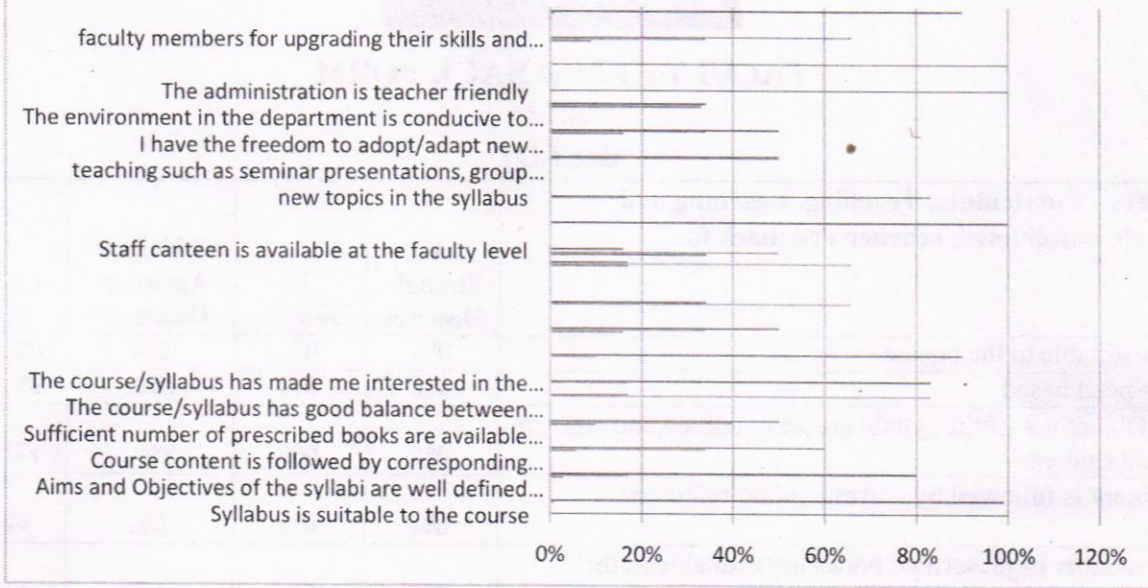 faculty members for upgrading their skills and...
The administration is teacher friendly
The environment in the department is conducive to...
I have the freedom to adopt/adapt new...
teaching such as seminar presentations, group...
new topics in the syllabus
Staff canteen is available at the faculty level
The course/syllabus has made me interested in the...
The course/syllabus has good balance between...
Sufficient number of prescribed books are available...
Course content is followed by corresponding...
Aims and Objectives of the syllabi are well defined...
Syllabus is suitable to the course
0% 20% 40% 60% 80% 100% 120%